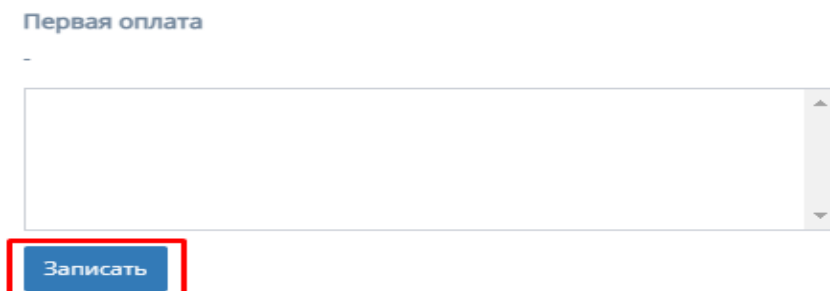 Первая оплата
-
Записать